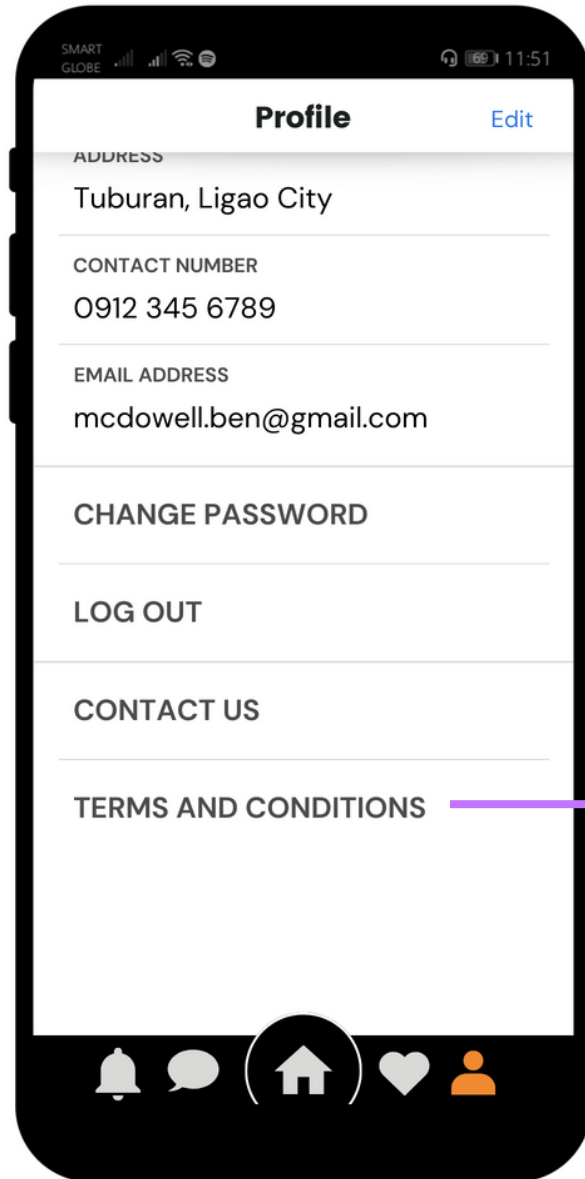 SMART
GLOBE
69 11:51
Profile Edit
ADDRESS
Tuburan, Ligao City
CONTACT NUMBER
0912 345 6789
EMAIL ADDRESS
mcdowell.ben@gmail.com
CHANGE PASSWORD
LOG OUT
CONTACT US
TERMS AND CONDITIONS